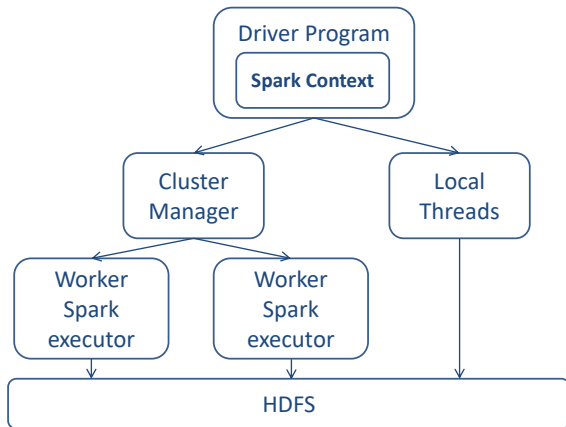 Driver Program
Spark Context
Cluster
Manager
Local
Threads
Worker
Spark
executor
Worker
Spark
executor
HDFS